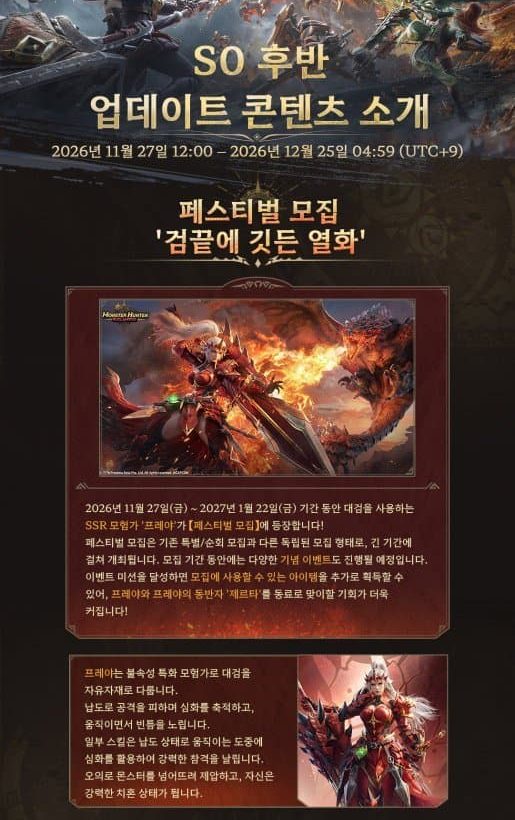 S0 후반
업데이트 콘텐츠 소개
2026년 11월 27일 12:00 – 2026년 12월 25일 04:59 (UTC+9)
페스티벌 모집
'검끝에 깃든 열화'
MONSTER HUNTER
2026년 11월 27일(금) ~ 2027년 1월 22일(금) 기간 동안 대검을 사용하는
SSR 모험가 '프레야'가 【페스티벌 모집】에 등장합니다!
페스티벌 모집은 기존 특별/순회 모집과 다른 독립된 모집 형태로, 긴 기간에
걸쳐 개최됩니다. 모집 기간 동안에는 다양한 기념 이벤트도 진행될 예정입니다.
이벤트 미션을 달성하면 모집에 사용할 수 있는 아이템을 추가로 획득할 수
있어, 프레야와 프레야의 동반자 '제르타'를 동료로 맞이할 기회가 더욱
커집니다!
프레야는 불속성 특화 모험가로 대검을
자유자재로 다룹니다.
납도로 공격을 피하며 심화를 축적하고,
움직이면서 빈틈을 노립니다.
일부 스킬은 납도 상태로 움직이는 도중에
심화를 활용하여 강력한 참격을 날립니다.
오의로 몬스터를 넘어뜨려 제압하고, 자신은
강력한 치혼 상태가 됩니다.